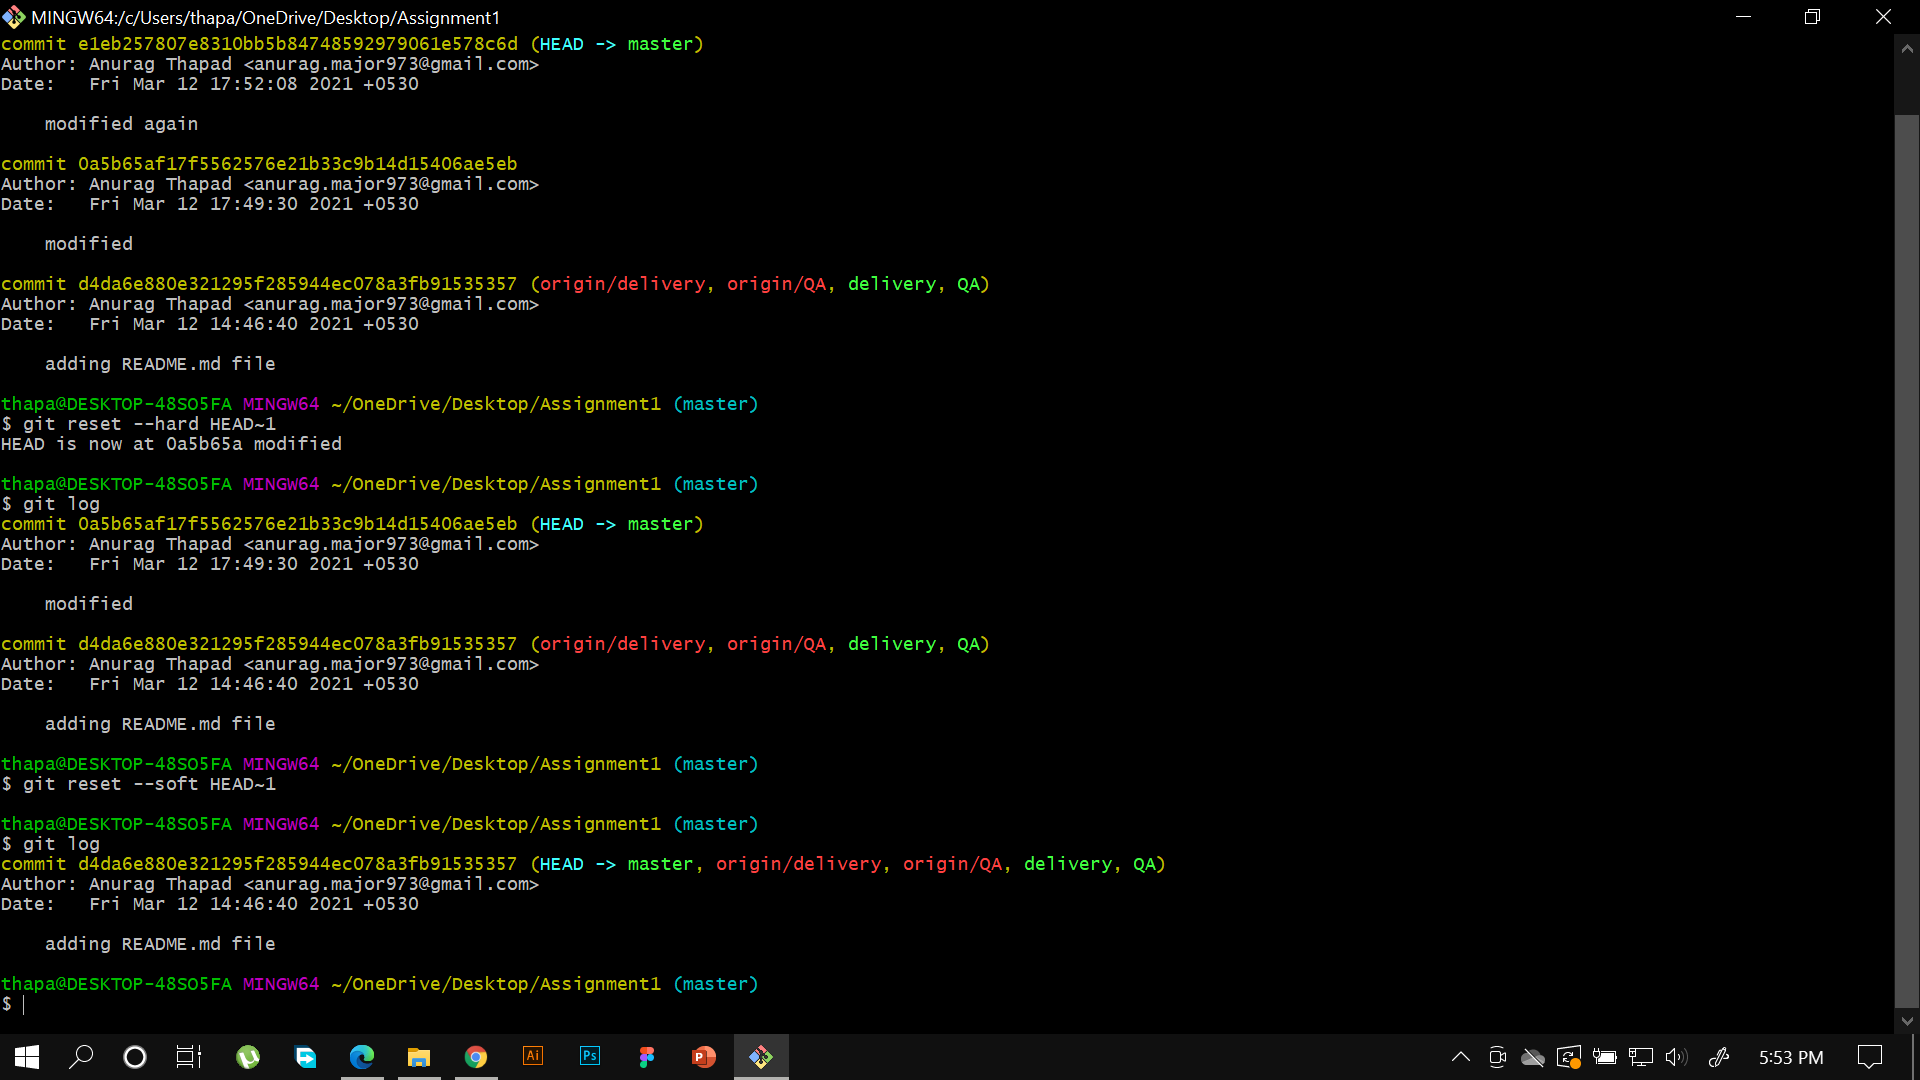 MINGW64:/c/Users/thapa/OneDrive/Desktop/Assignment1
commit e1eb257807e8310bb5b84748592979061e578c6d (HEAD -> master)
Author: Anurag Thapad <anurag.major973@gmail.com>
Date:   Fri Mar 12 17:52:08 2021 +0530
modified again
commit 0a5b65af17f5562576e21b33c9b14d15406ae5eb
Author: Anurag Thapad <anurag.major973@gmail.com>
Date:   Fri Mar 12 17:49:30 2021 +0530
modified
commit d4da6e880e321295f285944ec078a3fb91535357 (origin/delivery, origin/QA, delivery, QA)
Author: Anurag Thapad <anurag.major973@gmail.com>
Date:   Fri Mar 12 14:46:40 2021 +0530
adding README.md file
thapa@DESKTOP-48SO5FA MINGW64 ~/OneDrive/Desktop/Assignment1 (master)
$ git reset --hard HEAD~1
HEAD is now at 0a5b65a modified
thapa@DESKTOP-48SO5FA MINGW64 ~/OneDrive/Desktop/Assignment1 (master)
$ git log
commit 0a5b65af17f5562576e21b33c9b14d15406ae5eb (HEAD -> master)
Author: Anurag Thapad <anurag.major973@gmail.com>
Date:   Fri Mar 12 17:49:30 2021 +0530
modified
commit d4da6e880e321295f285944ec078a3fb91535357 (origin/delivery, origin/QA, delivery, QA)
Author: Anurag Thapad <anurag.major973@gmail.com>
Date:   Fri Mar 12 14:46:40 2021 +0530
adding README.md file
thapa@DESKTOP-48SO5FA MINGW64 ~/OneDrive/Desktop/Assignment1 (master)
$ git reset --soft HEAD~1
thapa@DESKTOP-48SO5FA MINGW64 ~/OneDrive/Desktop/Assignment1 (master)
$ git log
commit d4da6e880e321295f285944ec078a3fb91535357 (HEAD -> master, origin/delivery, origin/QA, delivery, QA)
Author: Anurag Thapad <anurag.major973@gmail.com>
Date:   Fri Mar 12 14:46:40 2021 +0530
adding README.md file
thapa@DESKTOP-48SO5FA MINGW64 ~/OneDrive/Desktop/Assignment1 (master)
$
Ai Ps P 5:53 PM